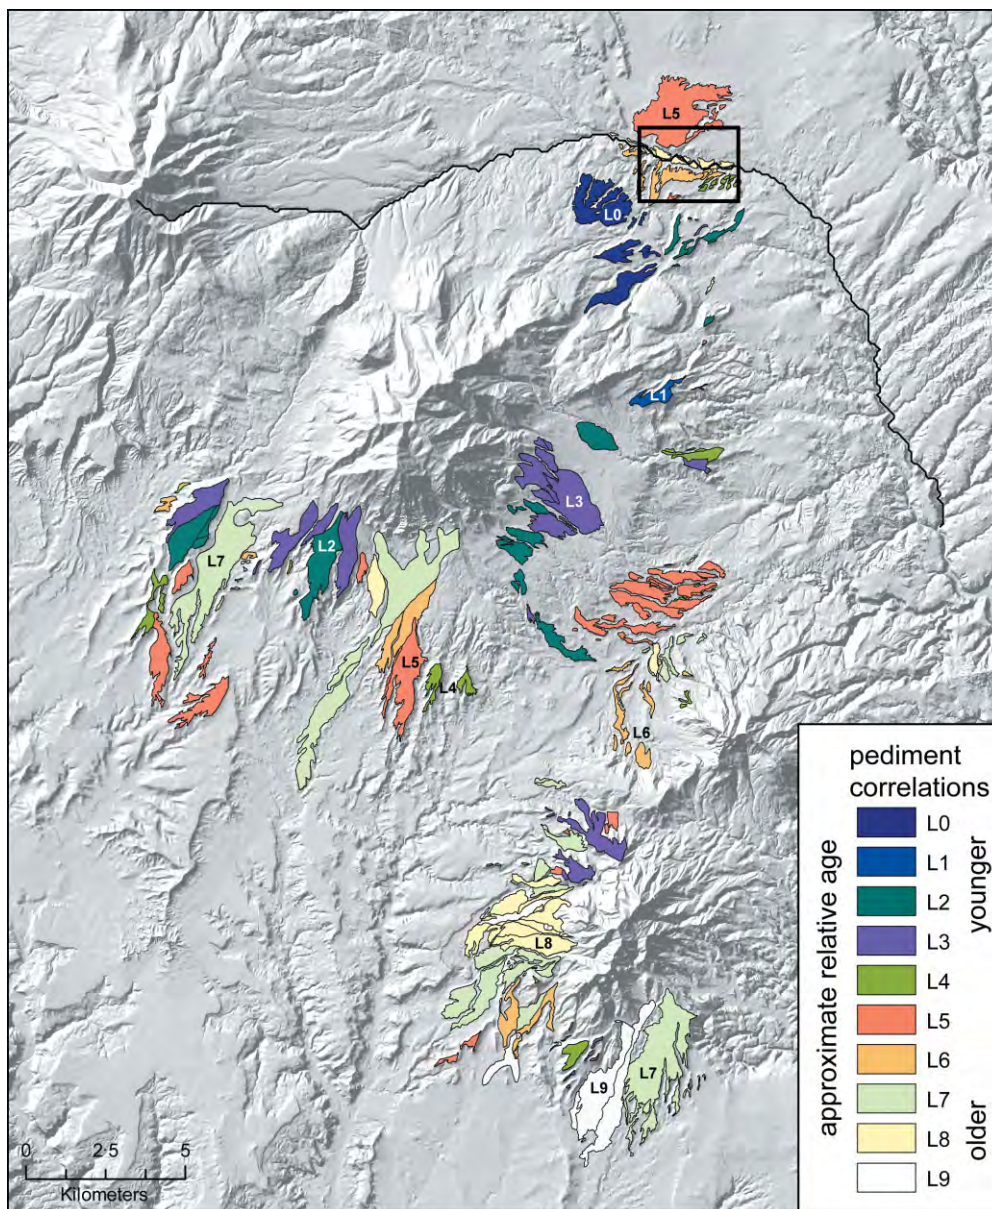 L5
L0
L1
L3
L2
L7
L5
L4
L6
L8
L9
L7
pediment
correlations
L0
L1
L2
L3
L4
L5
L6
L7
L8
L9
approximate relative age
younger
older
0 2.5 5
Kilometers